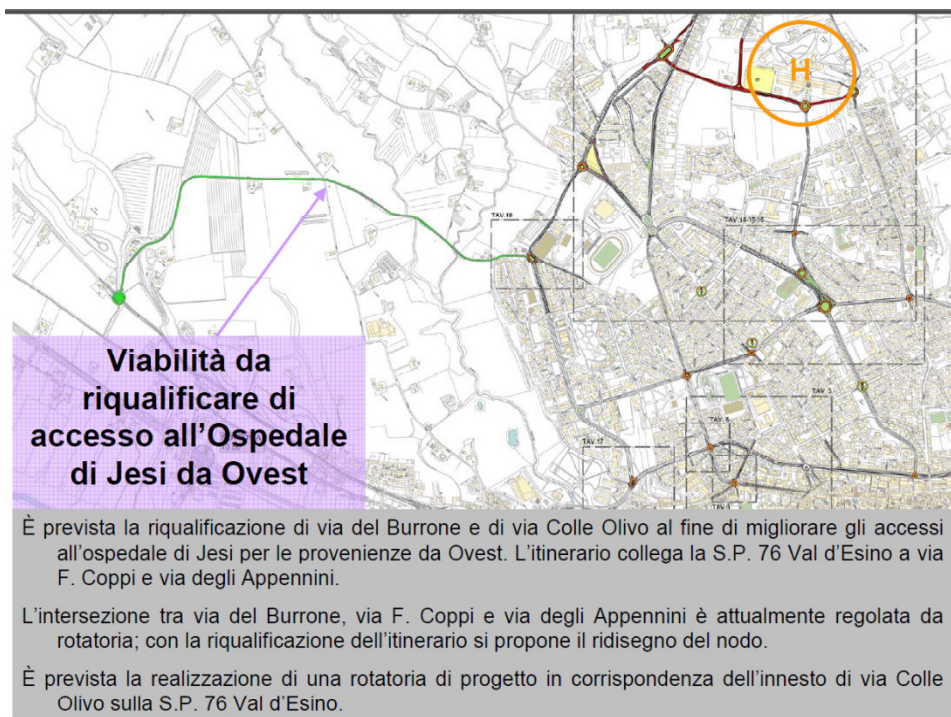 H
TAV.18
TAV.14-15-16
Viabilità da
riqualificare di
accesso all'Ospedale
di Jesi da Ovest
TAV.3
TAV.17
È prevista la riqualificazione di via del Burrone e di via Colle Olivo al fine di migliorare gli accessi
all'ospedale di Jesi per le provenienze da Ovest. L'itinerario collega la S.P. 76 Val d'Esino a via
F. Coppi e via degli Appennini.
L'intersezione tra via del Burrone, via F. Coppi e via degli Appennini è attualmente regolata da
rotatoria; con la riqualificazione dell'itinerario si propone il ridisegno del nodo.
È prevista la realizzazione di una rotatoria di progetto in corrispondenza dell'innesto di via Colle
Olivo sulla S.P. 76 Val d'Esino.